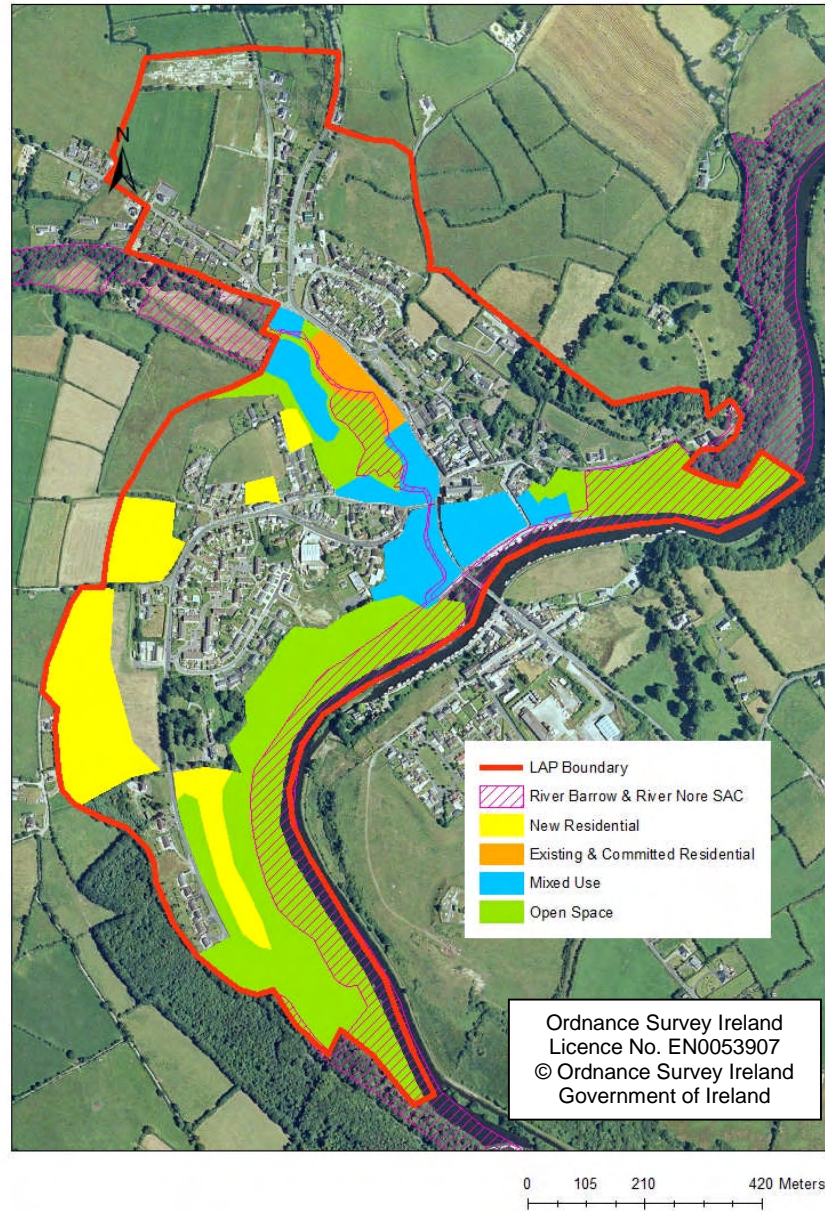 N
LAP Boundary
River Barrow & River Nore SAC
New Residential
Existing & Committed Residential
Mixed Use
Open Space
Ordnance Survey Ireland
Licence No. EN0053907
© Ordnance Survey Ireland
Government of Ireland
0 105 210 420 Meters